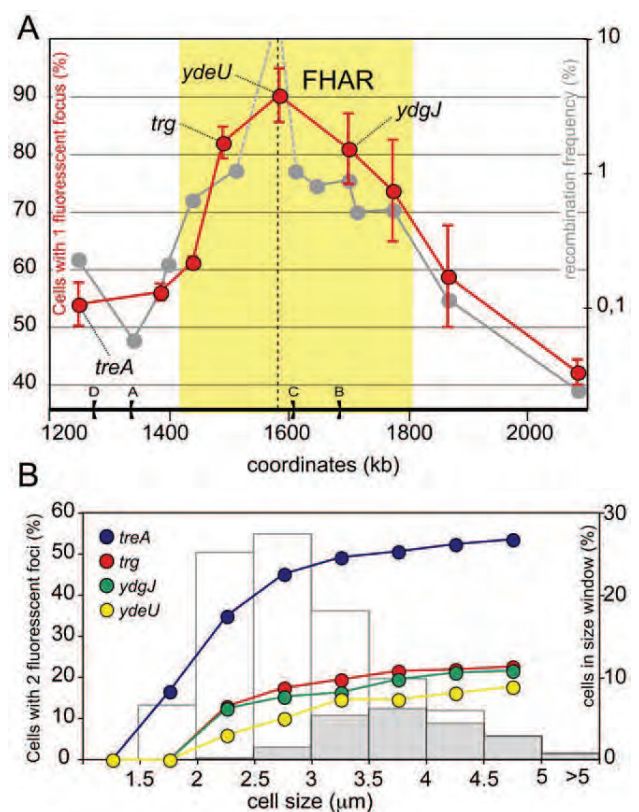 A
Cells with 1 fluoresscent focus (%)
90
80
70
60
50
40
ydeU
FHAR
trg
ydgJ
treA
D
A
C
B
10
1
0,1
recombination frequency (%)
1200
1400
1600
1800
2000
coordinates (kb)
B
Cells with 2 fluoresscent foci (%)
60
50
40
30
20
10
0
treA
trg
ydgJ
ydeU
30
20
10
0
cells in size window (%)
1.5
2
2.5
3
3.5
4
4.5
5
>5
cell size (μm)